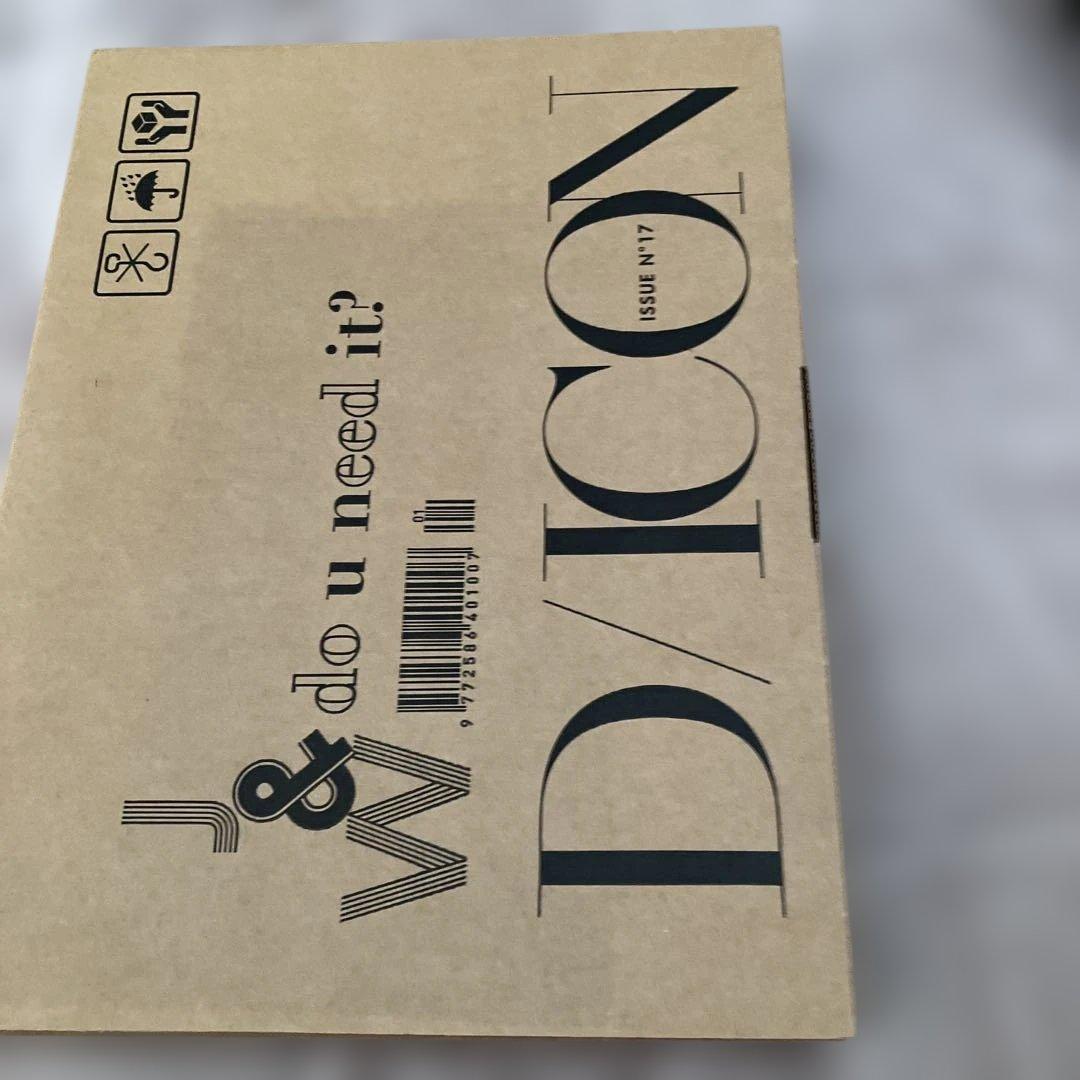 J&W
do u need it?
01
9 772586 401007
D/ICON
ISSUE N°17